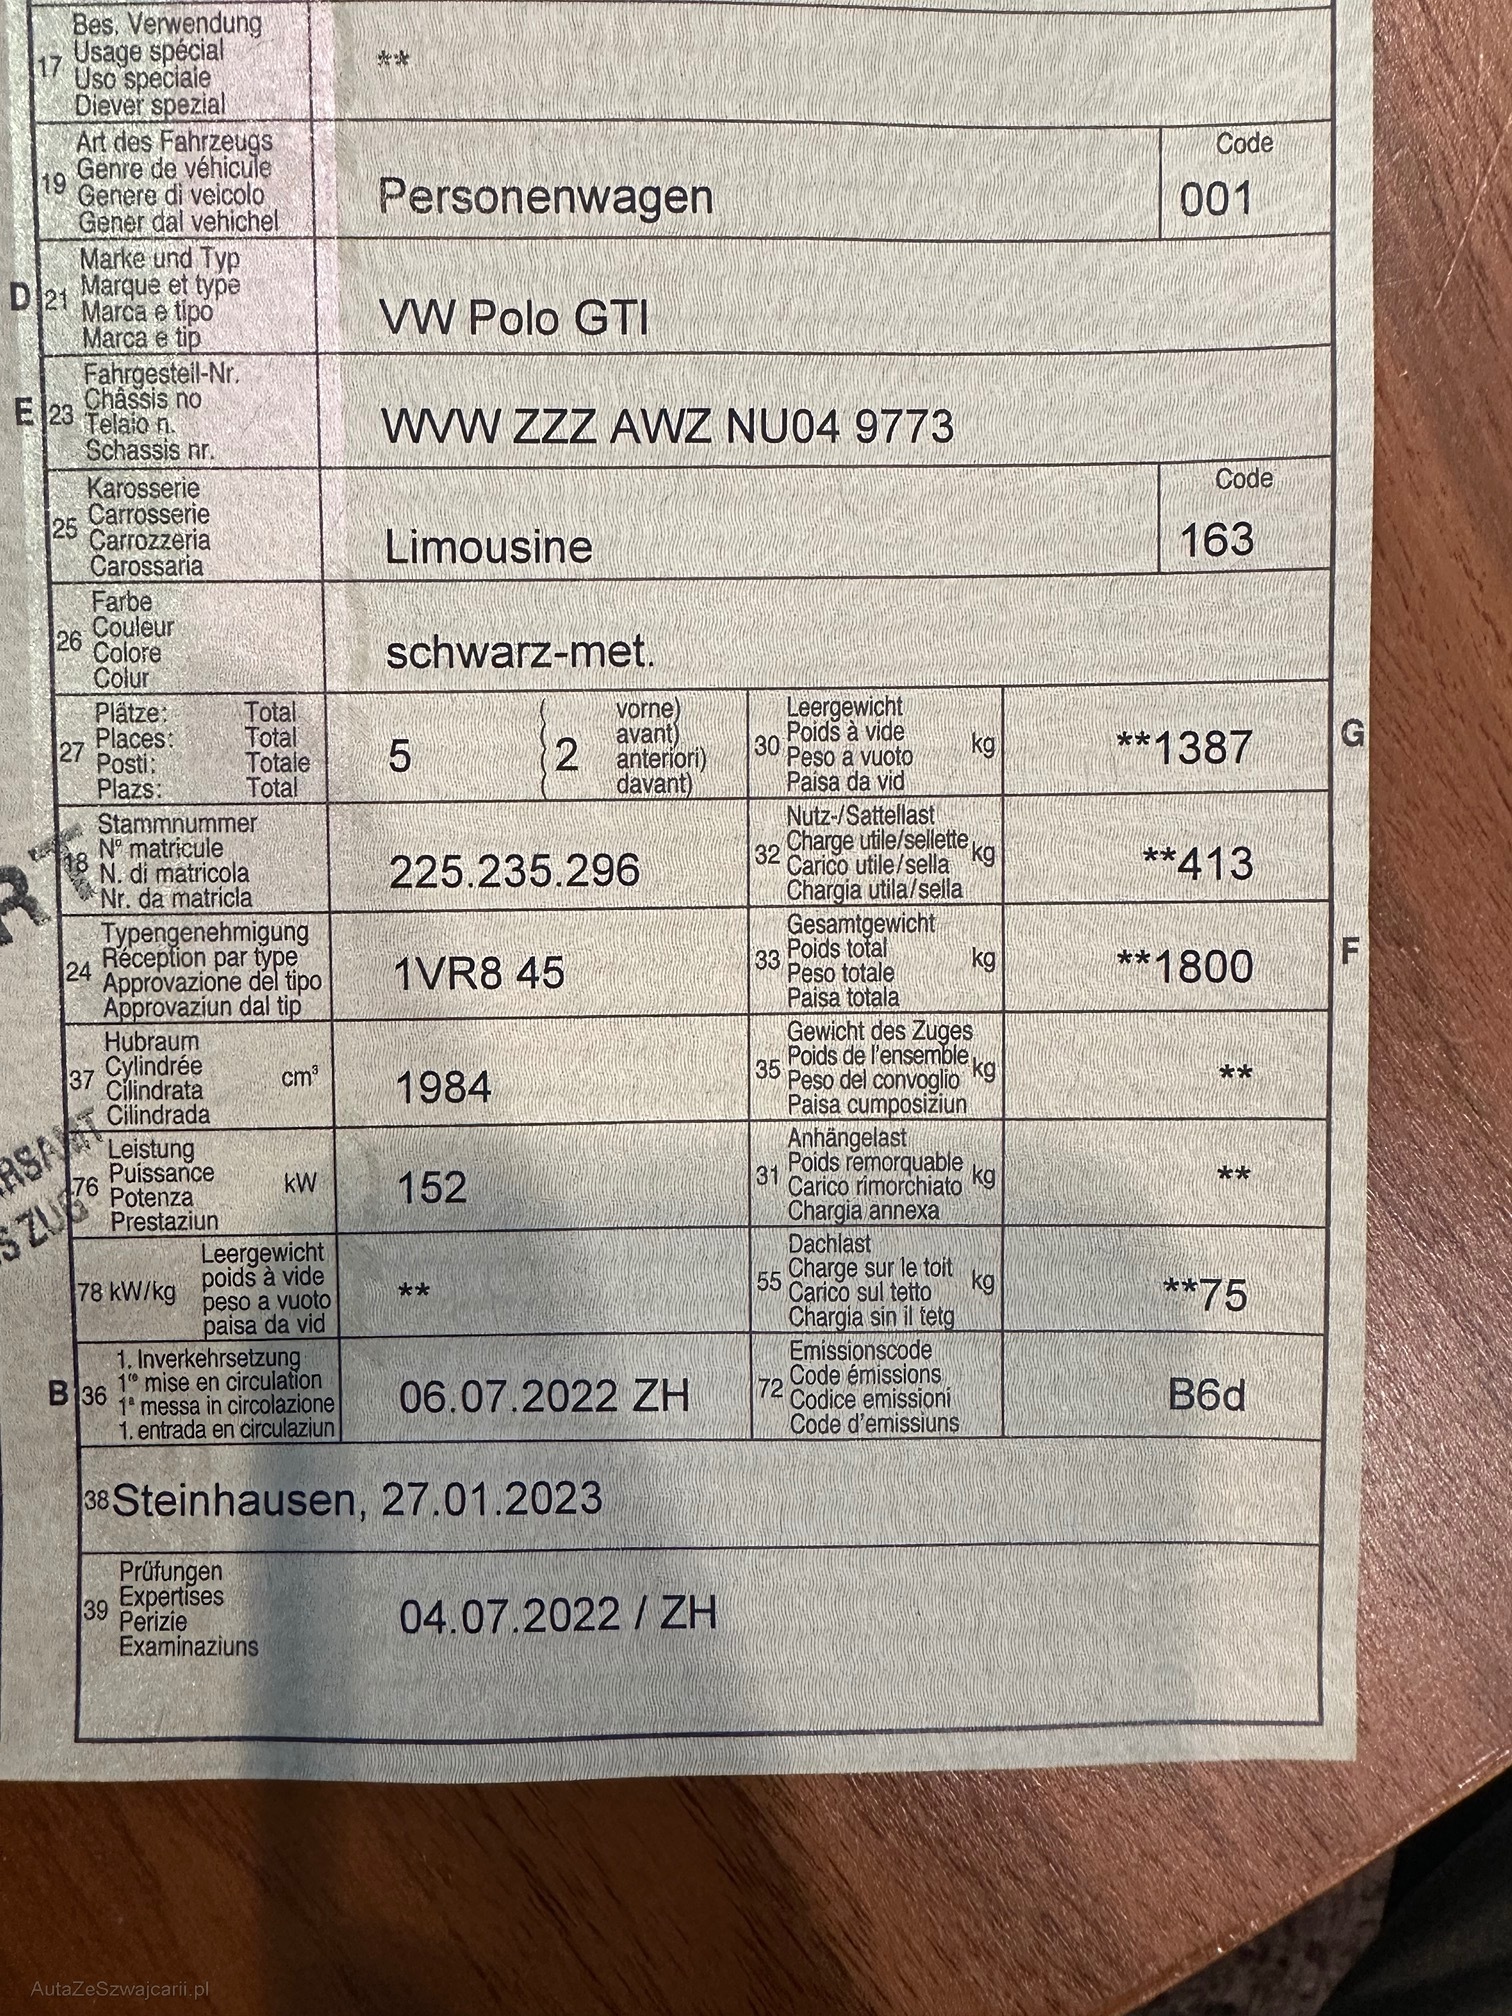 Bes. Verwendung
17 Usage spécial
Uso speciale
Diever spezial
**
Art des Fahrzeugs
19 Genre de véhicule
Genere di veicolo
Gener dal vehichel
Personenwagen
Code
001
Marke und Typ
D 21 Marque et type
Marca e tipo
Marca e tip
VW Polo GTI
Fahrgestell-Nr.
E 23 Châssis no
Telaio n.
Schassis nr.
WVW ZZZ AWZ NU04 9773
Karosserie
25 Carrosserie
Carrozzeria
Carossaria
Limousine
Code
163
Farbe
26 Couleur
Colore
Colur
schwarz-met.
Plätze: Total
27 Places: Total
Posti: Totale
Plazs: Total
5
2
vorne)
avant)
anteriori)
davant)
Leergewicht
30 Poids à vide kg
Peso a vuoto
Paisa da vid
**1387
G
Stammnummer
18 N° matricule
N. di matricola
Nr. da matricla
225.235.296
Nutz-/Sattellast
32 Charge utile/sellette kg
Carico utile/sella
Chargia utila/sella
**413
Typengenehmigung
24 Réception par type
Approvazione del tipo
Approvaziun dal tip
1VR8 45
Gesamtgewicht
33 Poids total kg
Peso totale
Paisa totala
**1800
F
Hubraum
37 Cylindrée cm³
Cilindrata
Cilindrada
1984
Gewicht des Zuges
35 Poids de l'ensemble kg
Peso del convoglio
Paisa cumposiziun
**
Leistung
76 Puissance kW
Potenza
Prestaziun
152
Anhängelast
31 Poids remorquable kg
Carico rimorchiato
Chargia annexa
**
Leergewicht
78 kW/kg poids à vide
peso a vuoto
paisa da vid
**
Dachlast
55 Charge sur le toit kg
Carico sul tetto
Chargia sin il tetg
**75
1. Inverkehrsetzung
B 36 1re mise en circulation
1a messa in circolazione
1. entrada en circulaziun
06.07.2022 ZH
Emissionscode
72 Code émissions
Codice emissioni
Code d'emissiuns
B6d
38 Steinhausen, 27.01.2023
Prüfungen
39 Expertises
Perizie
Examinaziuns
04.07.2022 / ZH
AutaZeSzwajcarii.pl